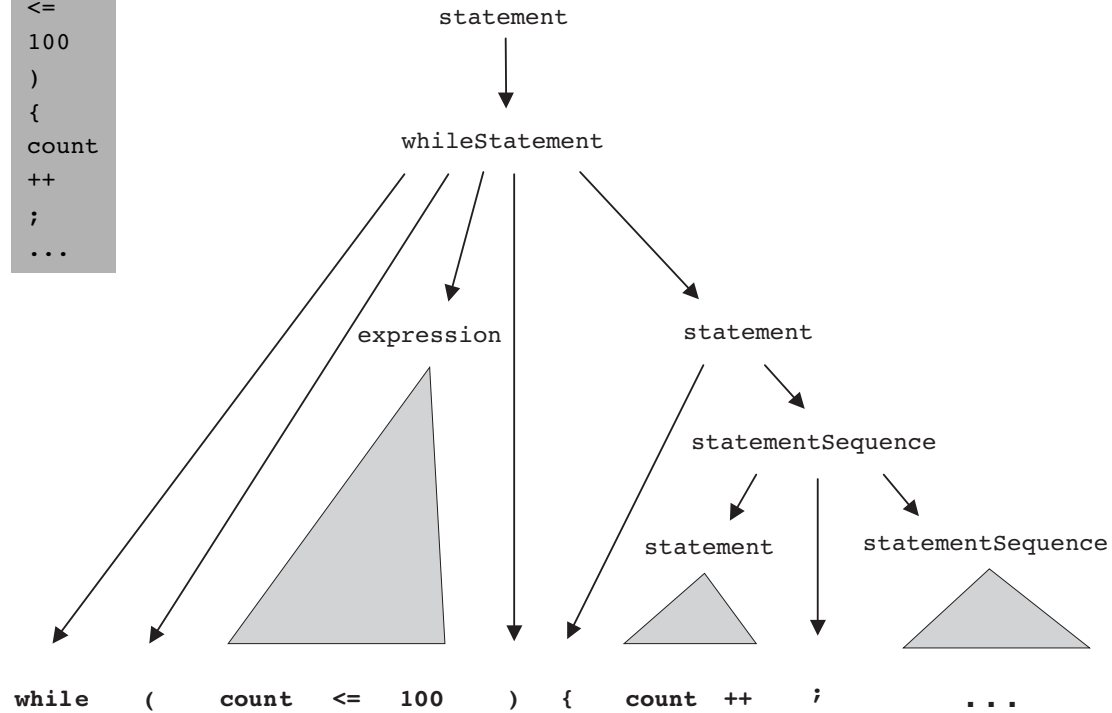 <=
100
)
{
count
++
;
...
statement
whileStatement
expression
statement
statementSequence
statement
statementSequence
while ( count <= 100 ) { count ++ ; ...